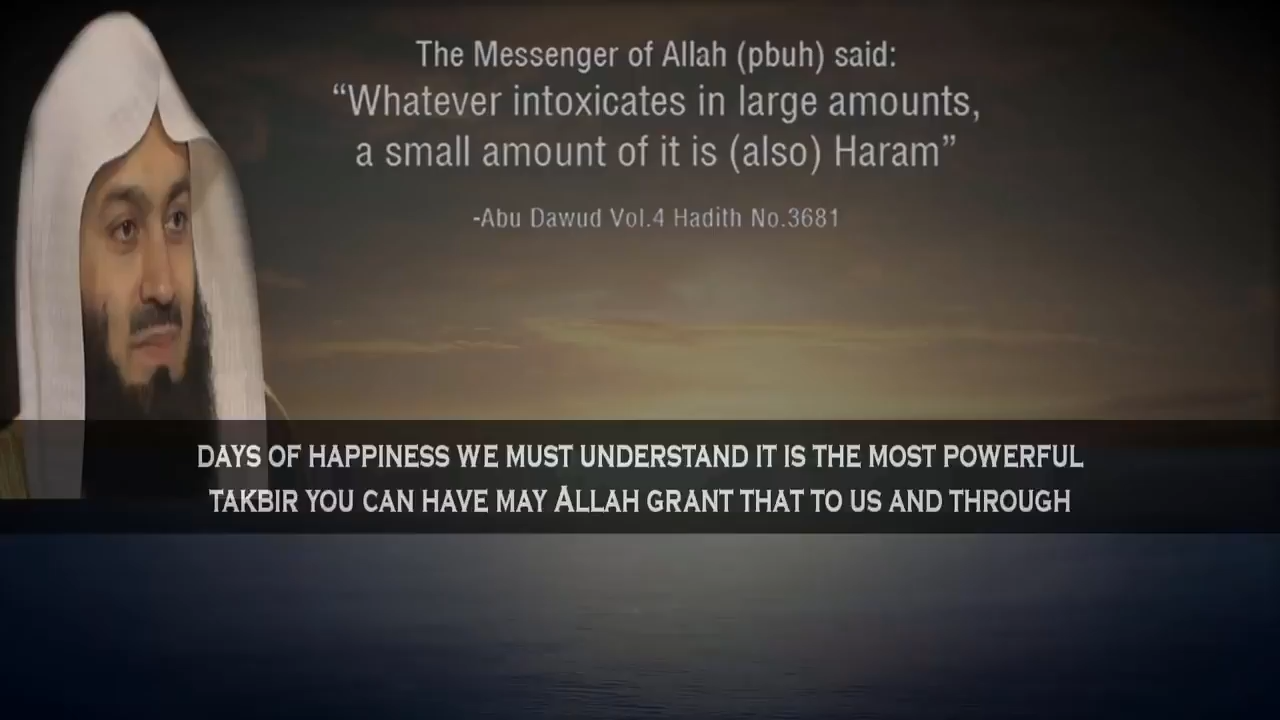 The Messenger of Allah (pbuh) said:
“Whatever intoxicates in large amounts,
a small amount of it is (also) Haram”
-Abu Dawud Vol.4 Hadith No.3681
DAYS OF HAPPINESS WE MUST UNDERSTAND IT IS THE MOST POWERFUL
TAKBIR YOU CAN HAVE MAY ALLAH GRANT THAT TO US AND THROUGH